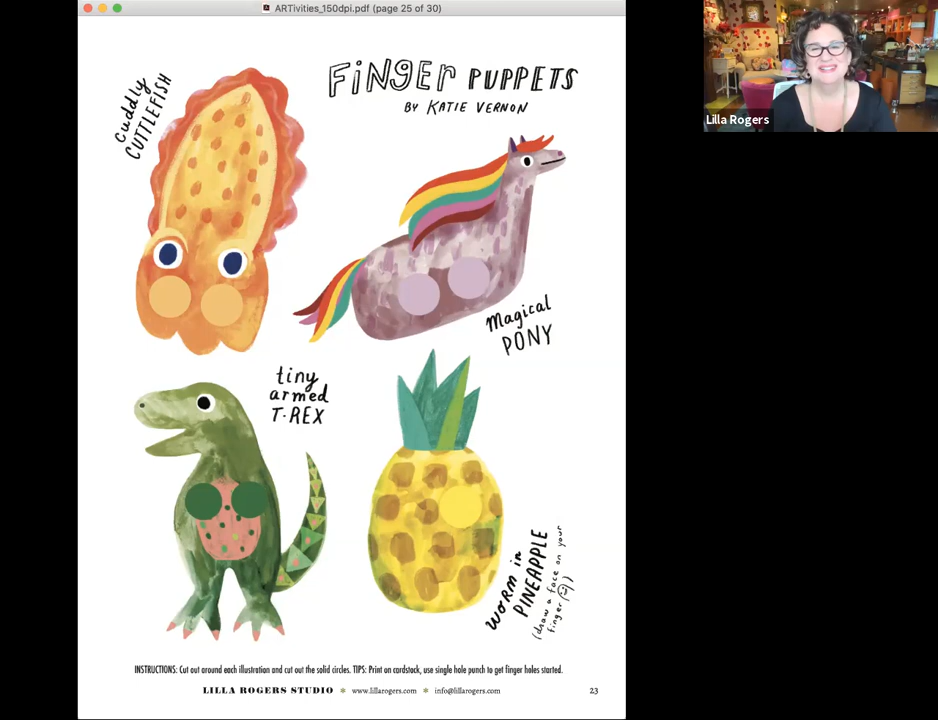 ARTivities_150dpi.pdf (page 25 of 30)
Lilla Rogers
FiNGEr PUPPETS
BY KATiE VERNON
Cuddly
CUTTLEFISH
Magical
PONY
tiny
armed
T-REX
worm in
PINEAPPLE
(draw a face on your
finger)
INSTRUCTIONS: Cut out around each illustration and cut out the solid circles. TIPS: Print on cardstock, use single hole punch to get finger holes started.
LILLA ROGERS STUDIO * www.lillarogers.com * info@lillarogers.com
23